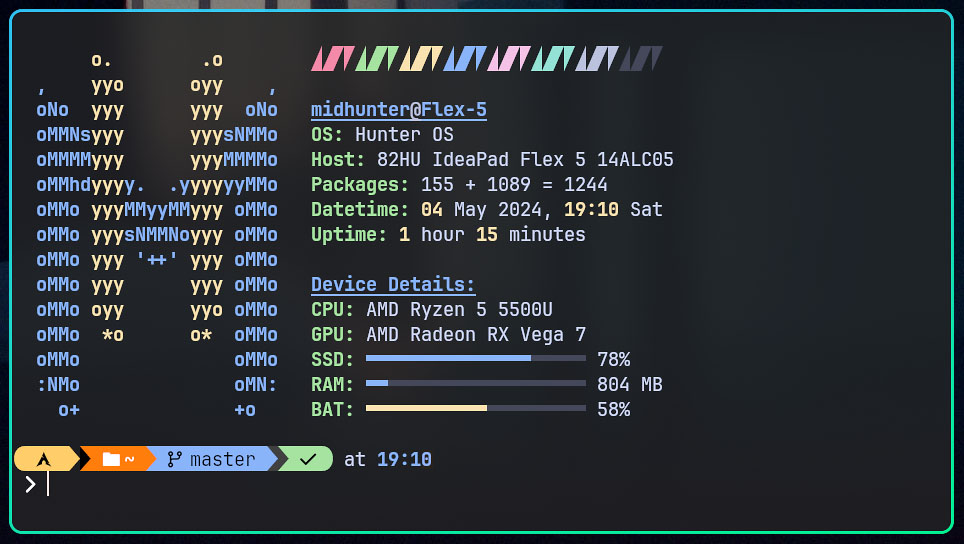 o.        .o
      yyo      oyy
,     yyy      yyy     ,
oNo   yyy      yyy   oNo    midhunter@Flex-5
oMMNsyyy      yyysNMMo   OS: Hunter OS
oMMMMyyy      yyyMMMMo   Host: 82HU IdeaPad Flex 5 14ALC05
oMMhdyyyy.  .yyyyyyMMo   Packages: 155 + 1089 = 1244
oMMo yyyMMyyMMyyy oMMo   Datetime: 04 May 2024, 19:10 Sat
oMMo yyysNMMNoyyy oMMo   Uptime: 1 hour 15 minutes
oMMo yyy '++' yyy oMMo
oMMo yyy      yyy oMMo   Device Details:
oMMo oyy      yyo oMMo   CPU: AMD Ryzen 5 5500U
oMMo  *o      o*  oMMo   GPU: AMD Radeon RX Vega 7
oMMo              oMMo   SSD: 78%
:NMo              oMN:   RAM: 804 MB
  o+              +o     BAT: 58%
~ master ✓ at 19:10
❯